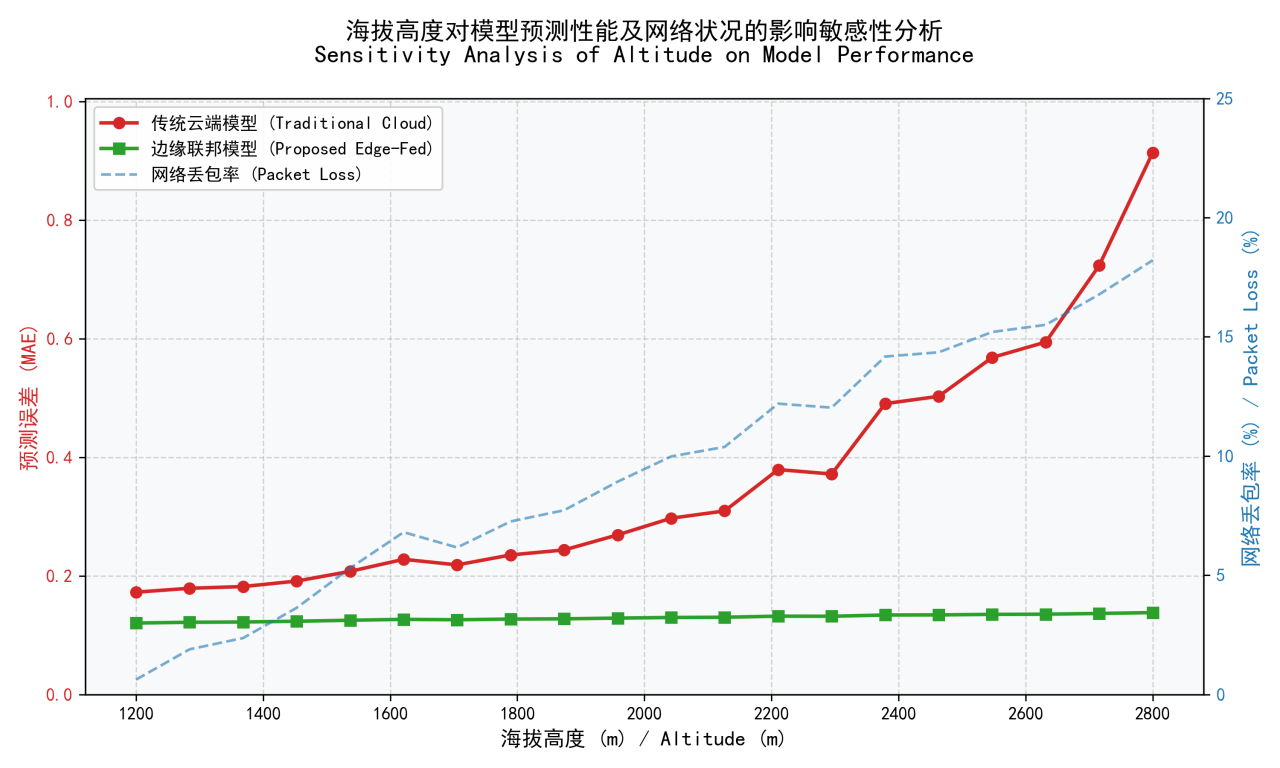 海拔高度对模型预测性能及网络状况的影响敏感性分析
Sensitivity Analysis of Altitude on Model Performance
传统云端模型 (Traditional Cloud)
边缘联邦模型 (Proposed Edge-Fed)
网络丢包率 (Packet Loss)
预测误差 (MAE)
1.0
0.8
0.6
0.4
0.2
0.0
25
20
15
10
5
0
网络丢包率 (%) / Packet Loss (%)
1200 1400 1600 1800 2000 2200 2400 2600 2800
海拔高度 (m) / Altitude (m)